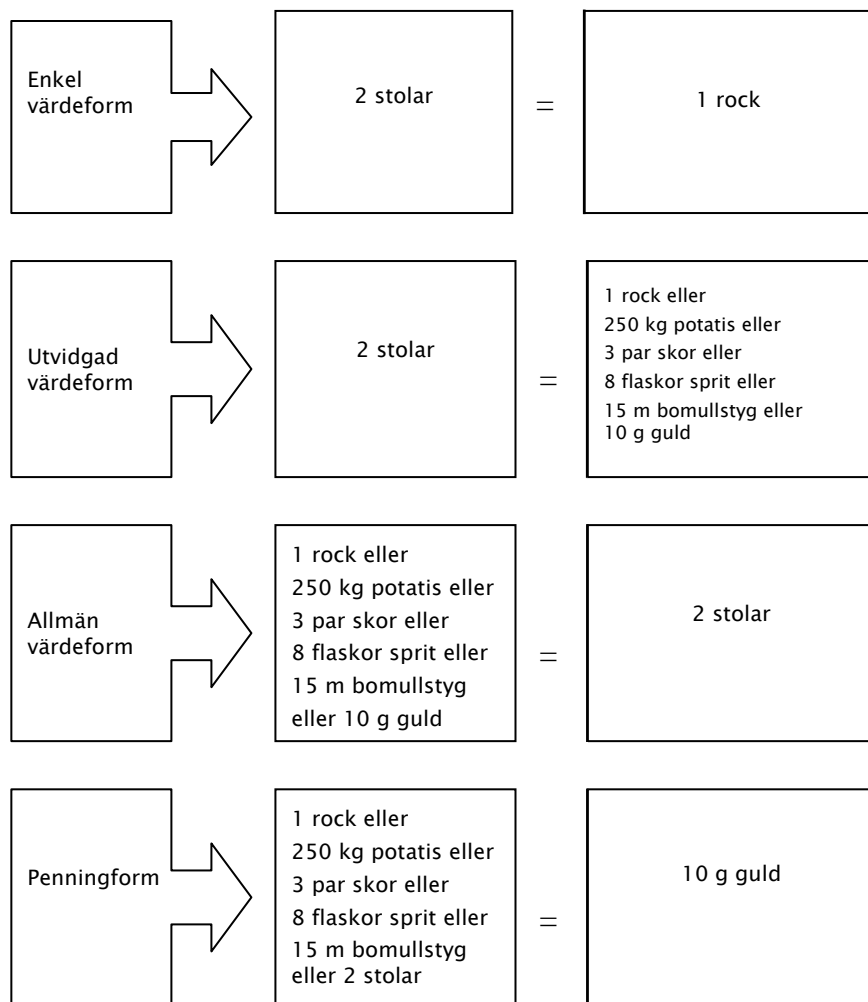 Enkel
värdeform
2 stolar
=
1 rock
Utvidgad
värdeform
2 stolar
=
1 rock eller
250 kg potatis eller
3 par skor eller
8 flaskor sprit eller
15 m bomullstyg eller
10 g guld
Allmän
värdeform
1 rock eller
250 kg potatis eller
3 par skor eller
8 flaskor sprit eller
15 m bomullstyg
eller 10 g guld
=
2 stolar
Penningform
1 rock eller
250 kg potatis eller
3 par skor eller
8 flaskor sprit eller
15 m bomullstyg
eller 2 stolar
=
10 g guld